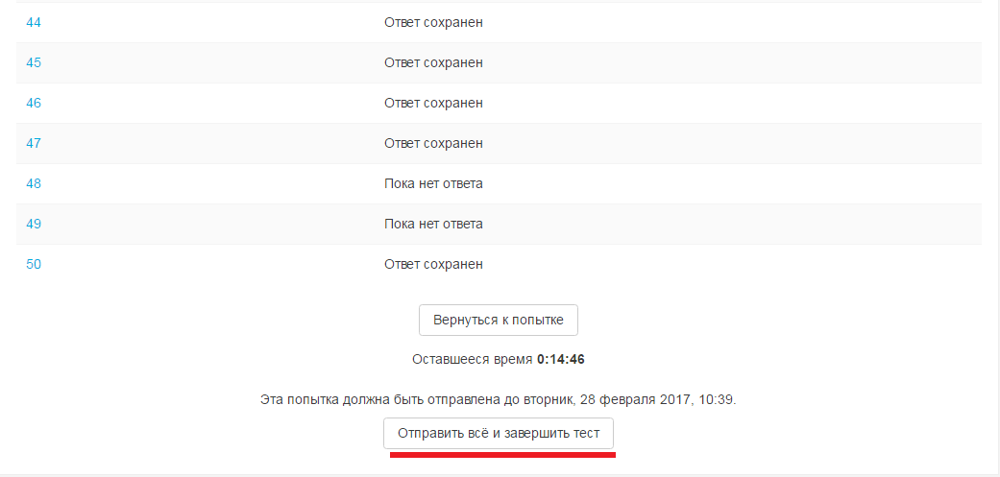 44 Ответ сохранен
45 Ответ сохранен
46 Ответ сохранен
47 Ответ сохранен
48 Пока нет ответа
49 Пока нет ответа
50 Ответ сохранен
Вернуться к попытке
Оставшееся время 0:14:46
Эта попытка должна быть отправлена до вторник, 28 февраля 2017, 10:39.
Отправить всё и завершить тест